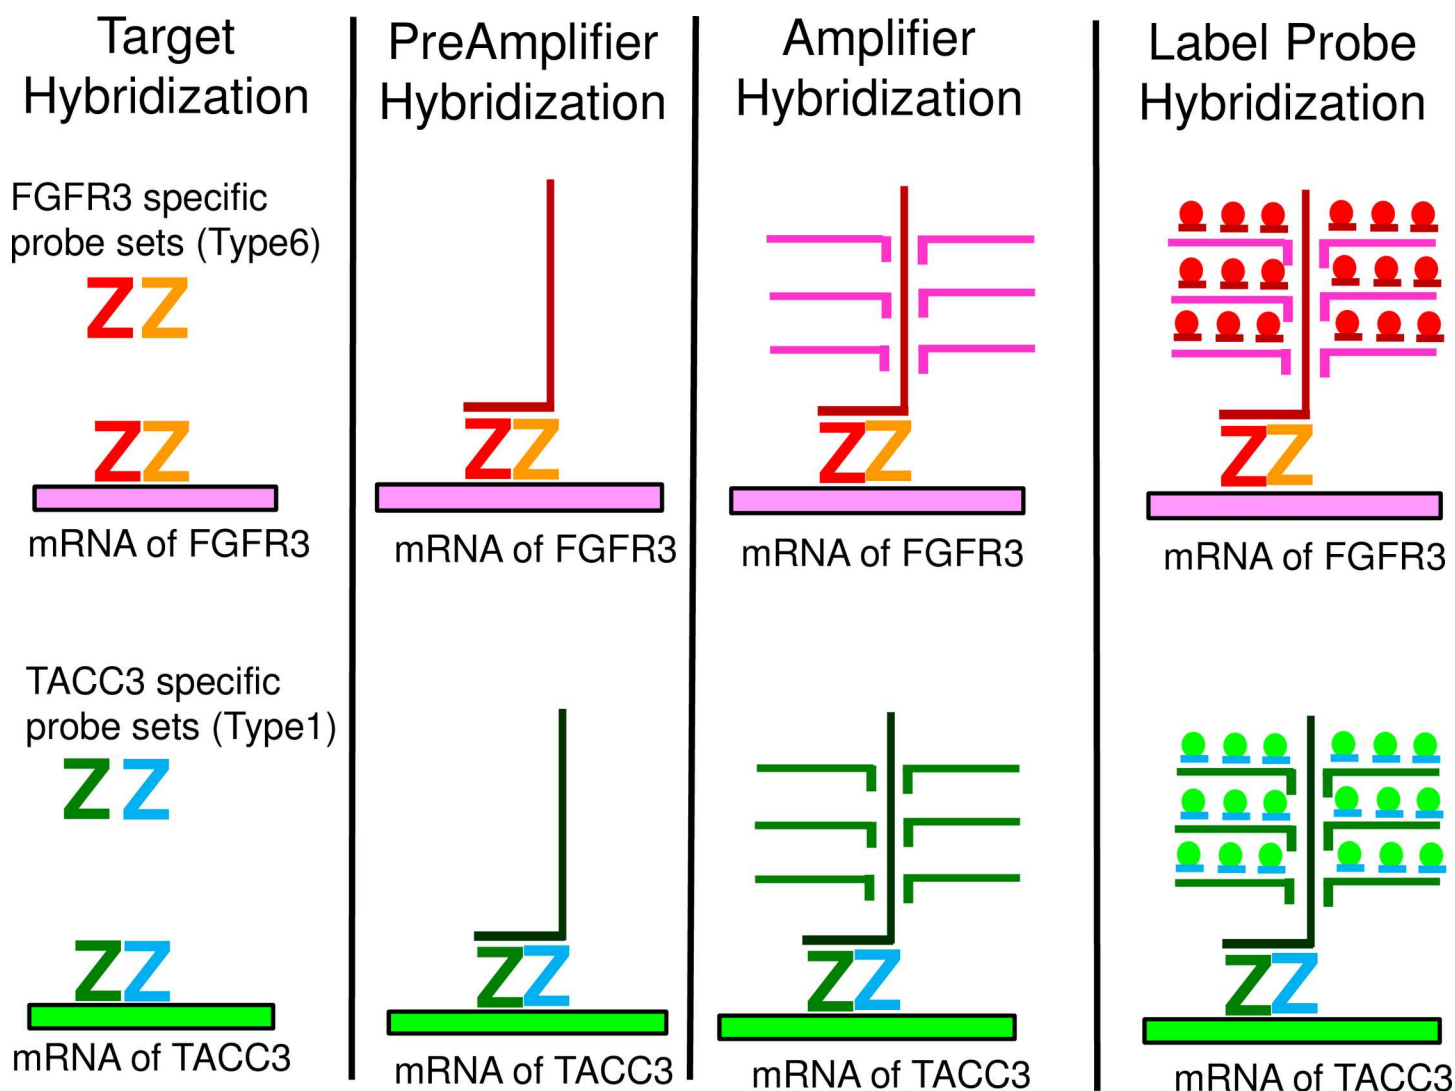 Target
Hybridization
PreAmplifier
Hybridization
Amplifier
Hybridization
Label Probe
Hybridization
FGFR3 specific
probe sets (Type6)
ZZ
ZZ
ZZ
ZZ
ZZ
mRNA of FGFR3
mRNA of FGFR3
mRNA of FGFR3
mRNA of FGFR3
TACC3 specific
probe sets (Type1)
ZZ
ZZ
ZZ
ZZ
ZZ
mRNA of TACC3
mRNA of TACC3
mRNA of TACC3
mRNA of TACC3